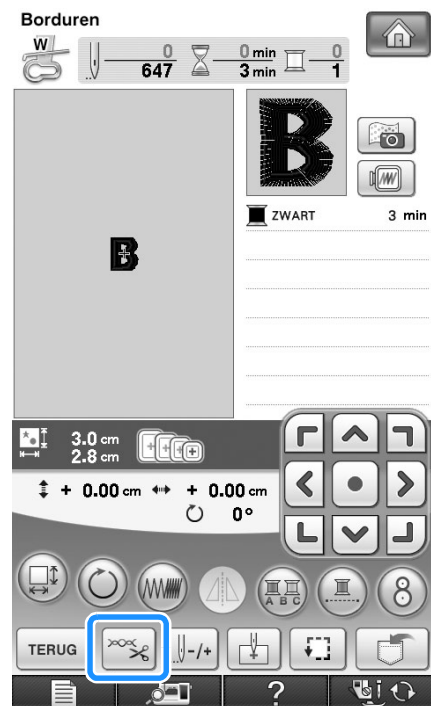 Borduren
W
0 0 min 0
647 3 min 1
B
ZWART 3 min
B
3.0 cm
2.8 cm
+ 0.00 cm + 0.00 cm
0°
A B C
8
TERUG -/+
?